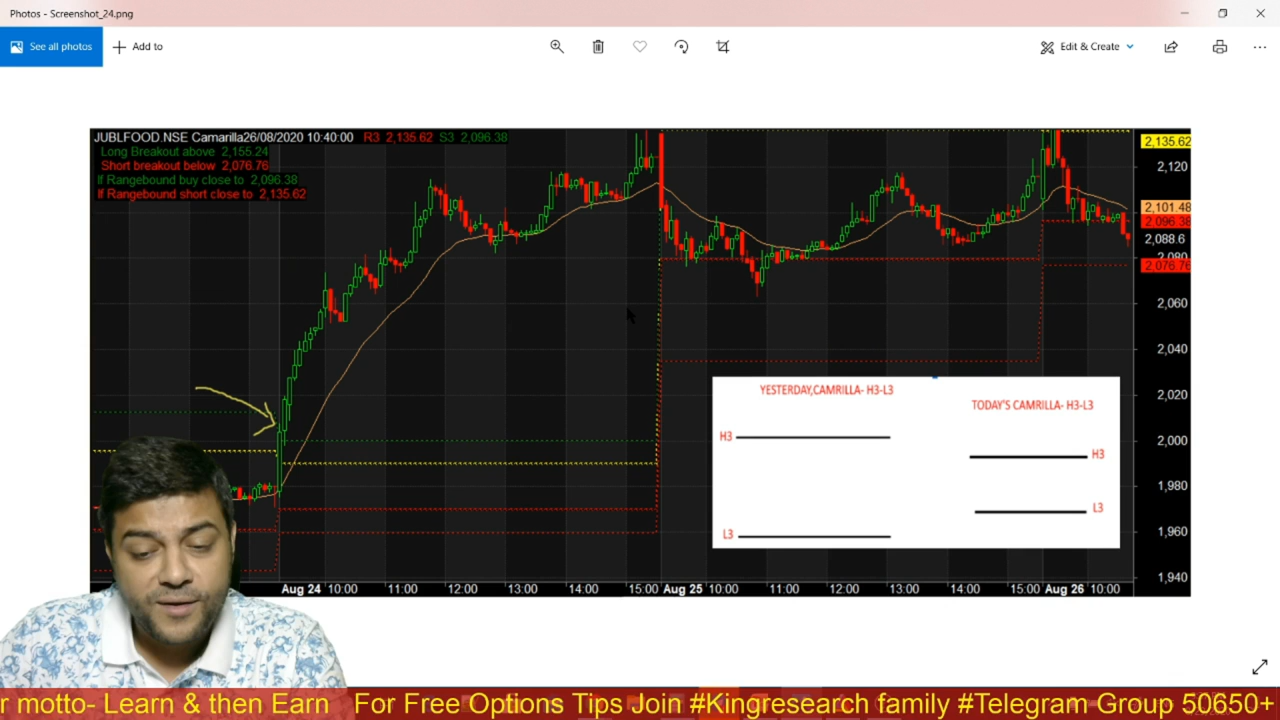 Photos - Screenshot_24.png
See all photos
Add to
Edit & Create
JUBLFOOD NSE Camarilla26/08/2020 10:40:00 R3 2,135.62 S3 2,096.38
Long Breakout above 2,155.24
Short breakout below 2,076.76
If Rangebound buy close to 2,096.38
If Rangebound short close to 2,135.62
2,135.62
2,120
2,101.48
2,096.38
2,088.6
2,080
2,076.76
2,060
2,040
2,020
2,000
1,980
1,960
1,940
YESTERDAY,CAMRILLA- H3-L3
TODAY'S CAMRILLA- H3-L3
H3
H3
L3
L3
Aug 24 10:00 11:00 12:00 13:00 14:00 15:00 Aug 25 10:00 11:00 12:00 13:00 14:00 15:00 Aug 26 10:00
r motto- Learn & then Earn For Free Options Tips Join #Kingresearch family #Telegram Group 50650+